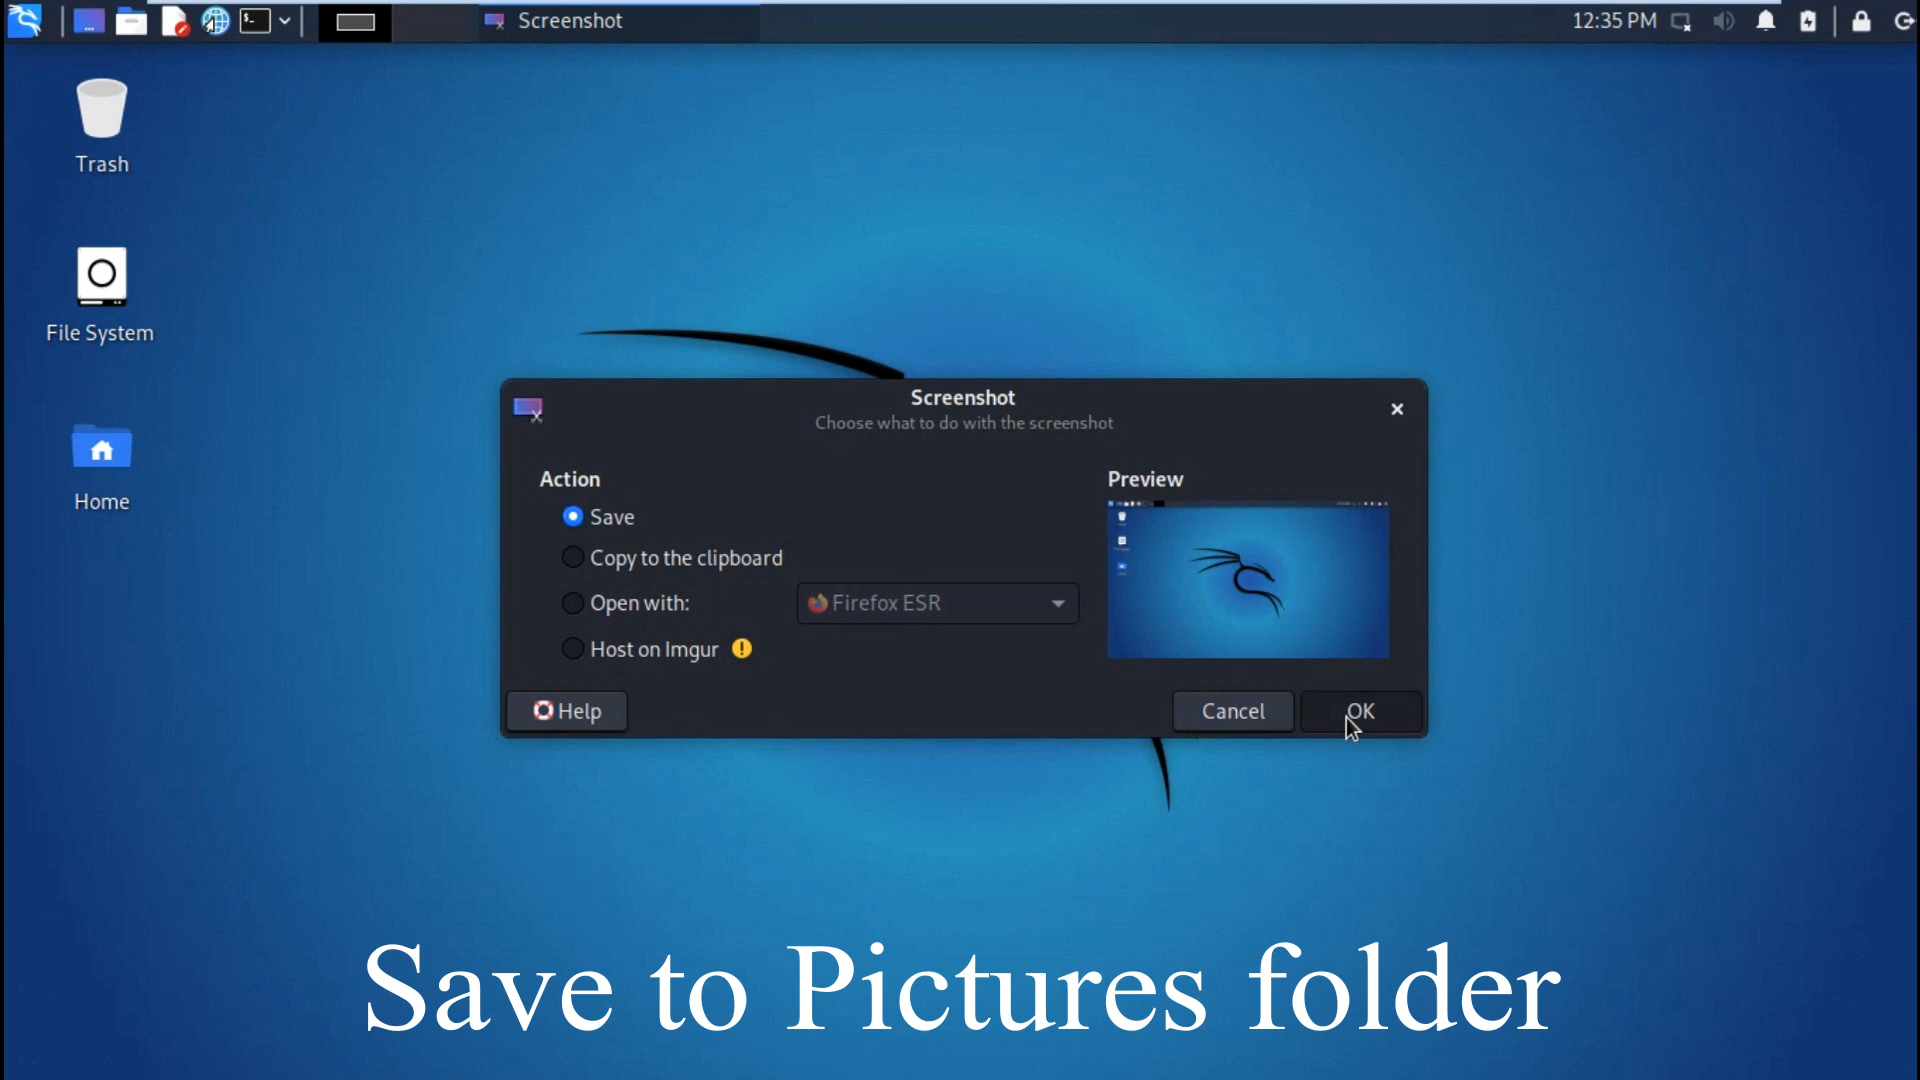 Screenshot
12:35 PM
Trash
File System
Home
Screenshot
Choose what to do with the screenshot
Action
Save
Copy to the clipboard
Open with:
Firefox ESR
Host on Imgur
Preview
Help
Cancel
OK
Save to Pictures folder